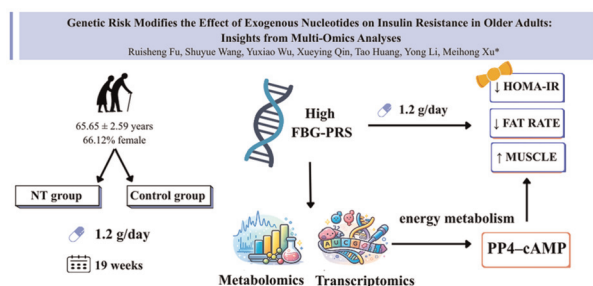 Genetic Risk Modifies the Effect of Exogenous Nucleotides on Insulin Resistance in Older Adults:
Insights from Multi-Omics Analyses
Ruisheng Fu, Shuyue Wang, Yuxiao Wu, Xueying Qin, Tao Huang, Yong Li, Meihong Xu*
65.65 ± 2.59 years
66.12% female
NT group
Control group
1.2 g/day
19 weeks
High
FBG-PRS
1.2 g/day
↓ HOMA-IR
↓ FAT RATE
↑ MUSCLE
Metabolomics
AUCG
Transcriptomics
energy metabolism
PP4–cAMP